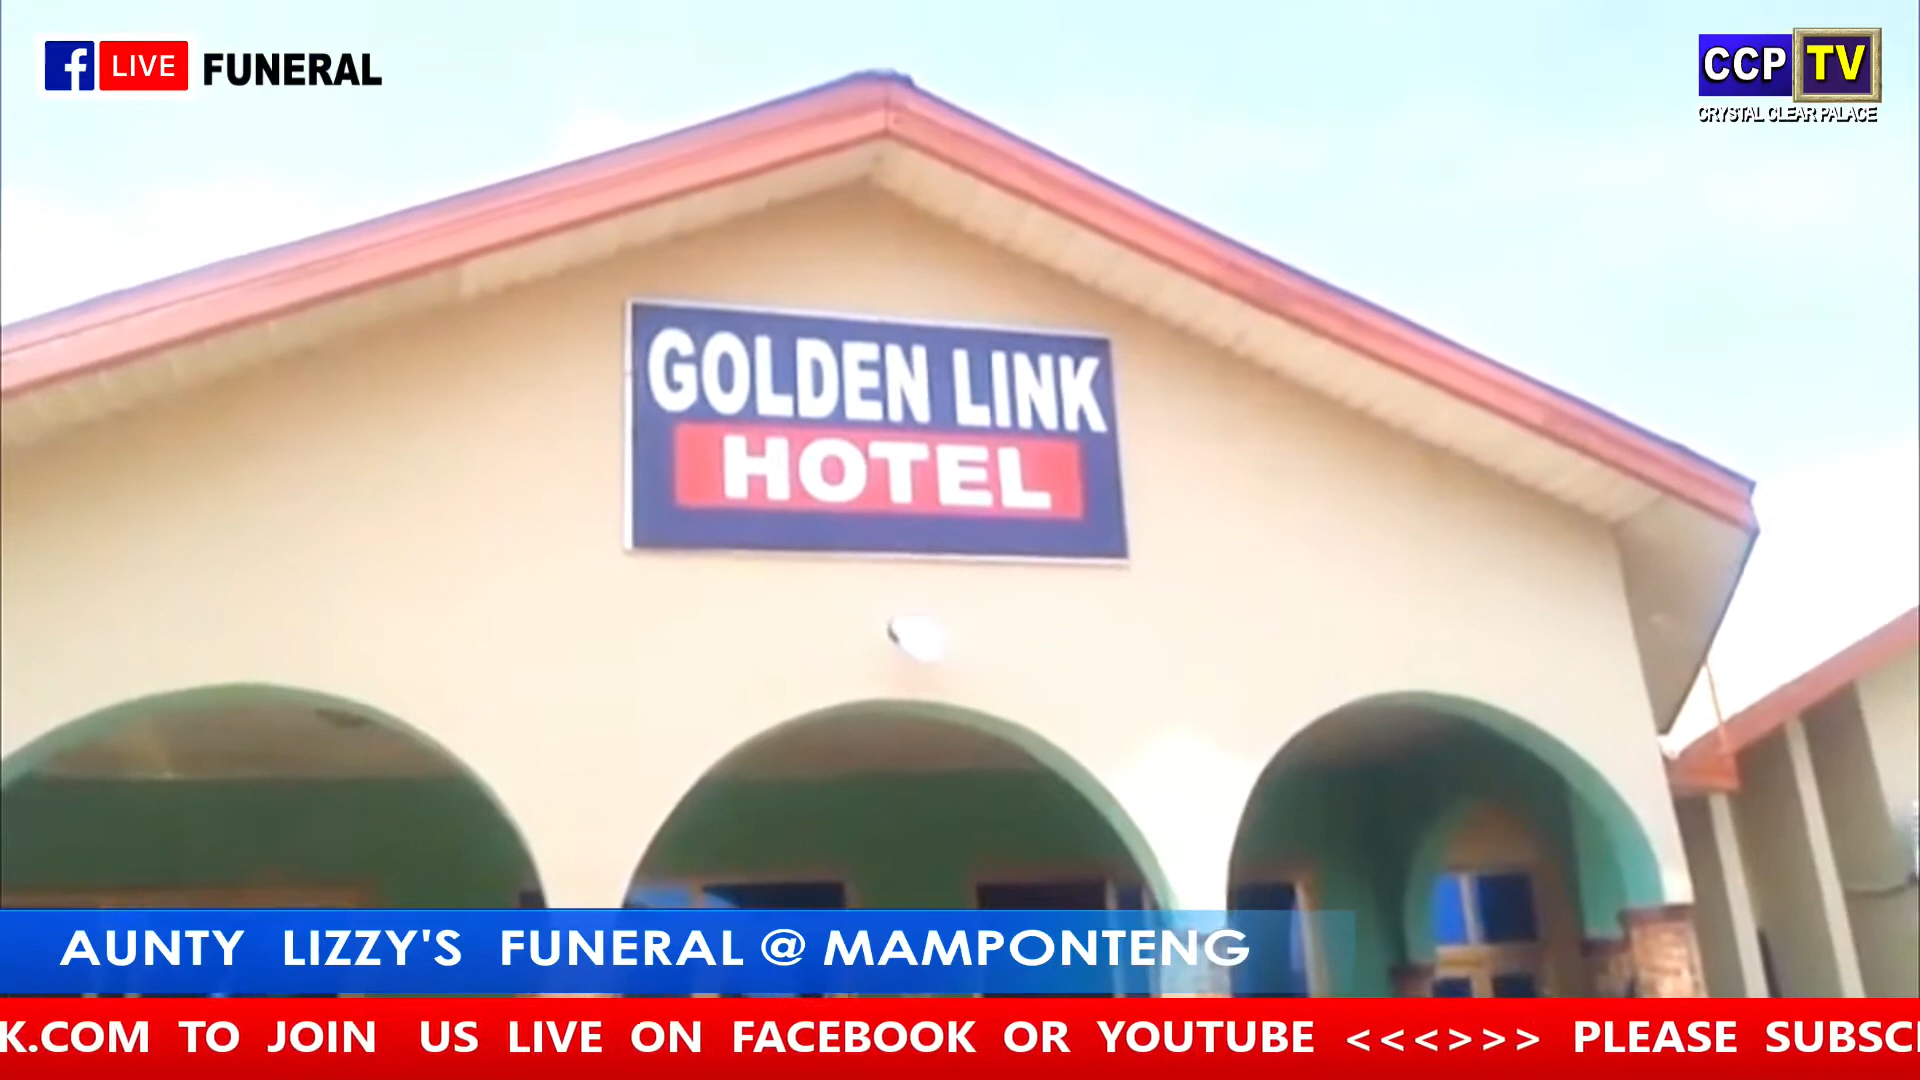 f LIVE FUNERAL
CCP TV
CRYSTAL CLEAR PALACE
GOLDEN LINK
HOTEL
AUNTY LIZZY'S FUNERAL @ MAMPONTENG
K.COM TO JOIN US LIVE ON FACEBOOK OR YOUTUBE <<<>>> PLEASE SUBSC